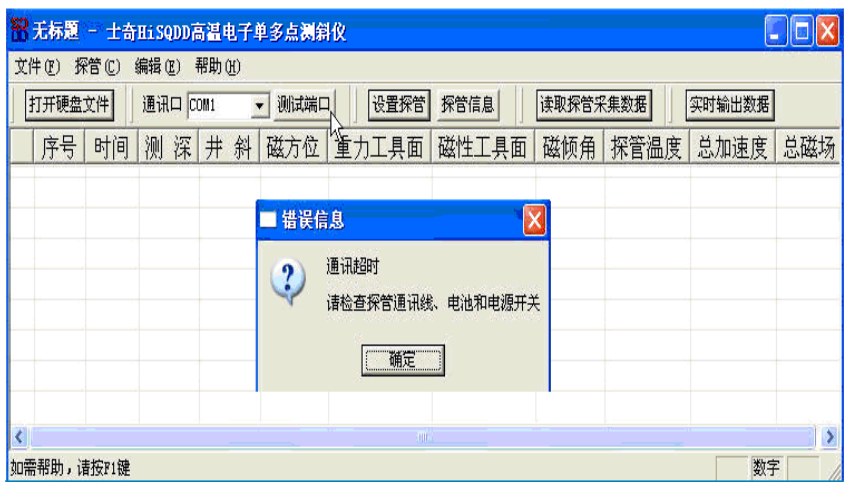 无标题 - 士奇HiSQDD高温电子单多点测斜仪
文件(F) 探管(C) 编辑(E) 帮助(H)
打开硬盘文件 通讯口 COM1 测试端口 设置探管 探管信息 读取探管采集数据 实时输出数据
序号 时间 测 深 井 斜 磁方位 重力工具面 磁性工具面 磁倾角 探管温度 总加速度 总磁场
错误信息
通讯超时
请检查探管通讯线、电池和电源开关
确定
如需帮助，请按F1键 数字